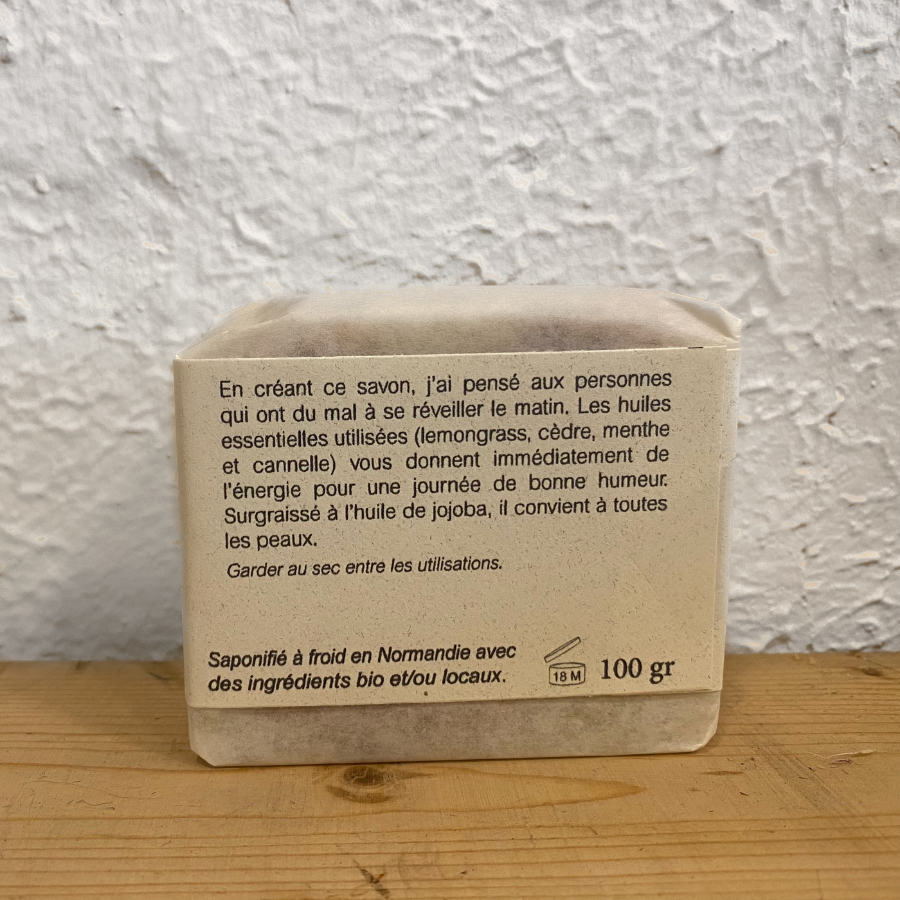 En créant ce savon, j'ai pensé aux personnes
qui ont du mal à se réveiller le matin. Les huiles
essentielles utilisées (lemongrass, cèdre, menthe
et cannelle) vous donnent immédiatement de
l'énergie pour une journée de bonne humeur.
Surgraissé à l'huile de jojoba, il convient à toutes
les peaux.
Garder au sec entre les utilisations.
Saponifié à froid en Normandie avec
des ingrédients bio et/ou locaux.
18 M
100 gr